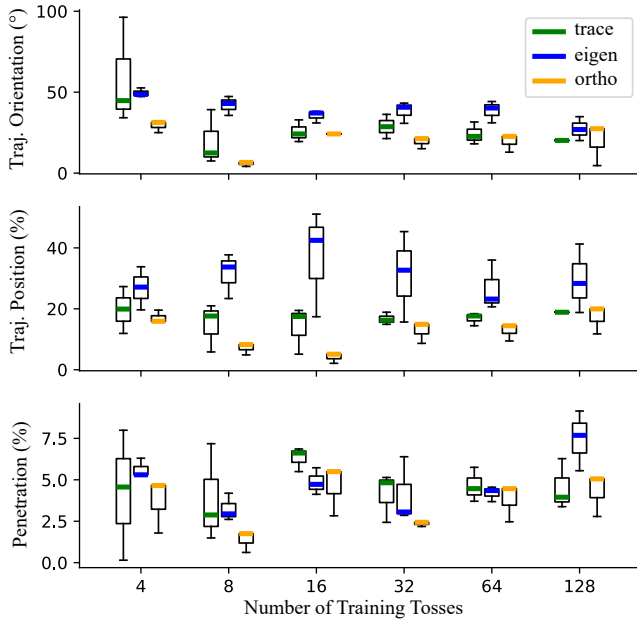 Traj. Orientation (°)
100
50
0
trace
eigen
ortho
Traj. Position (%)
40
20
0
Penetration (%)
7.5
5.0
2.5
0.0
4 8 16 32 64 128
Number of Training Tosses